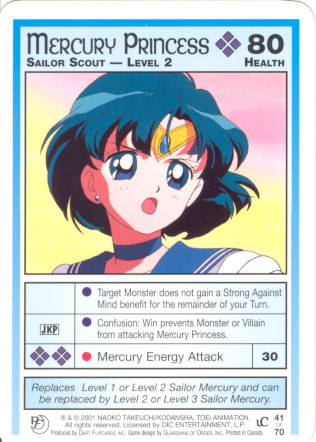 MERCURY PRINCESS 80
SAILOR SCOUT — LEVEL 2 HEALTH
Target Monster does not gain a Strong Against
Mind benefit for the remainder of your Turn.
JKP
Confusion: Win prevents Monster or Villain
from attacking Mercury Princess.
Mercury Energy Attack 30
Replaces Level 1 or Level 2 Sailor Mercury and can
be replaced by Level 2 or Level 3 Sailor Mercury.
® & © 2001 NAOKO TAKEUCHI/KODANSHA, TOEI ANIMATION.
All rights reserved. Licensed by DIC ENTERTAINMENT, L.P.
Produced by DART FLIPCARDS INC. Game design by GUARDIANS OF ORDER, INC. Printed in Canada
UC 41 OF 70